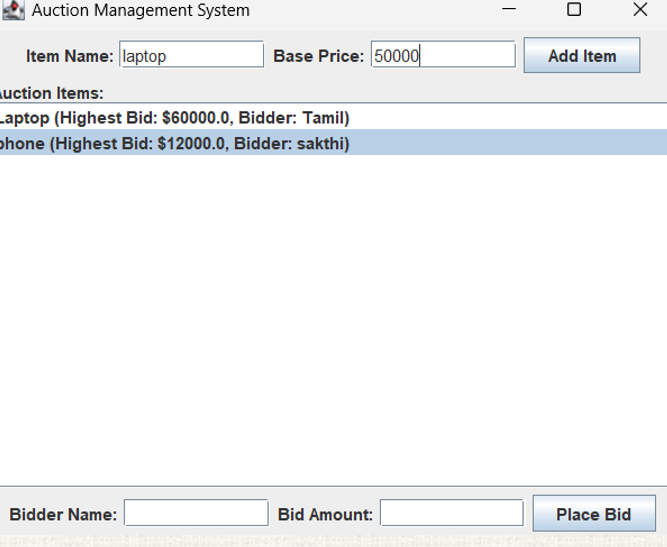 Auction Management System
Item Name: laptop Base Price: 50000 Add Item
Auction Items:
Laptop (Highest Bid: $60000.0, Bidder: Tamil)
phone (Highest Bid: $12000.0, Bidder: sakthi)
Bidder Name: Bid Amount: Place Bid